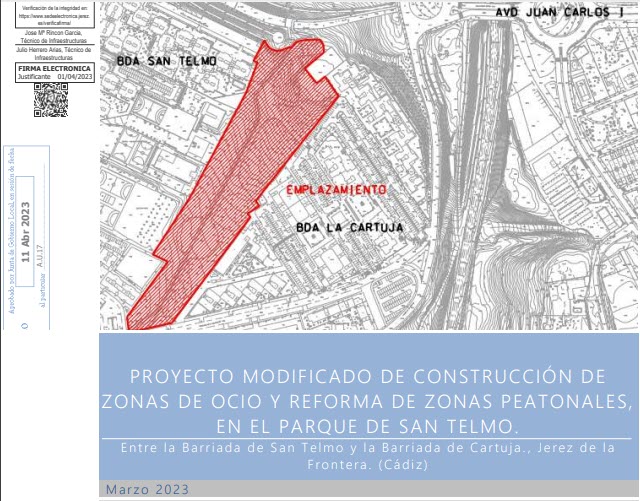 Verificación de la integridad en:
https://www.sedeelectronica.jerez.
es/verificafirma/
Jose Mª Rincon Garcia,
Técnico de Infraestructuras
Julio Herrero Arias, Técnico de
Infraestructuras
FIRMA ELECTRONICA
Justificante 01/04/2023
Aprobado por Junta de Gobierno Local, en sesión de fecha
11 Abr 2023
al particular A.U.17
AVD JUAN CARLOS I
BDA SAN TELMO
EMPLAZAMIENTO
BDA LA CARTUJA
PROYECTO MODIFICADO DE CONSTRUCCIÓN DE
ZONAS DE OCIO Y REFORMA DE ZONAS PEATONALES,
EN EL PARQUE DE SAN TELMO.
Entre la Barriada de San Telmo y la Barriada de Cartuja., Jerez de la
Frontera. (Cádiz)
Marzo 2023